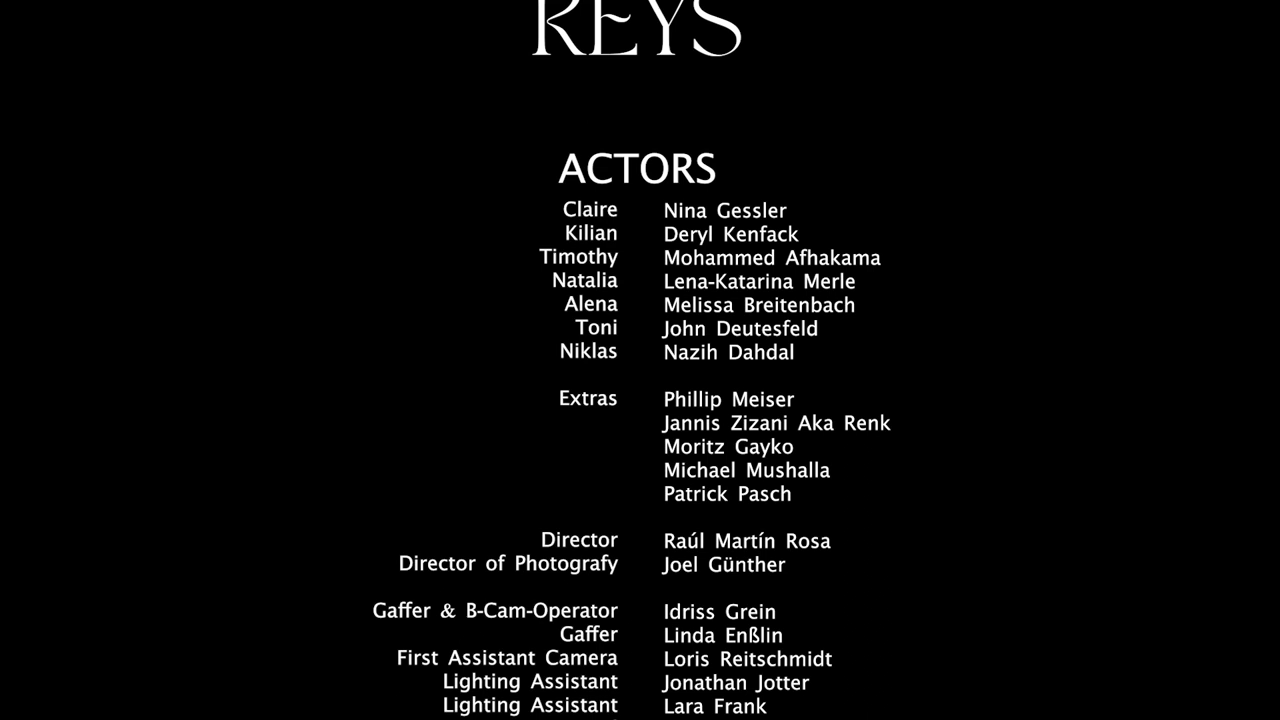 REYS
ACTORS
Claire Nina Gessler
Kilian Deryl Kenfack
Timothy Mohammed Afhakama
Natalia Lena-Katarina Merle
Alena Melissa Breitenbach
Toni John Deutesfeld
Niklas Nazih Dahdal
Extras Phillip Meiser
Jannis Zizani Aka Renk
Moritz Gayko
Michael Mushalla
Patrick Pasch
Director Raúl Martín Rosa
Director of Photografy Joel Günther
Gaffer & B-Cam-Operator Idriss Grein
Gaffer Linda Enßlin
First Assistant Camera Loris Reitschmidt
Lighting Assistant Jonathan Jotter
Lighting Assistant Lara Frank